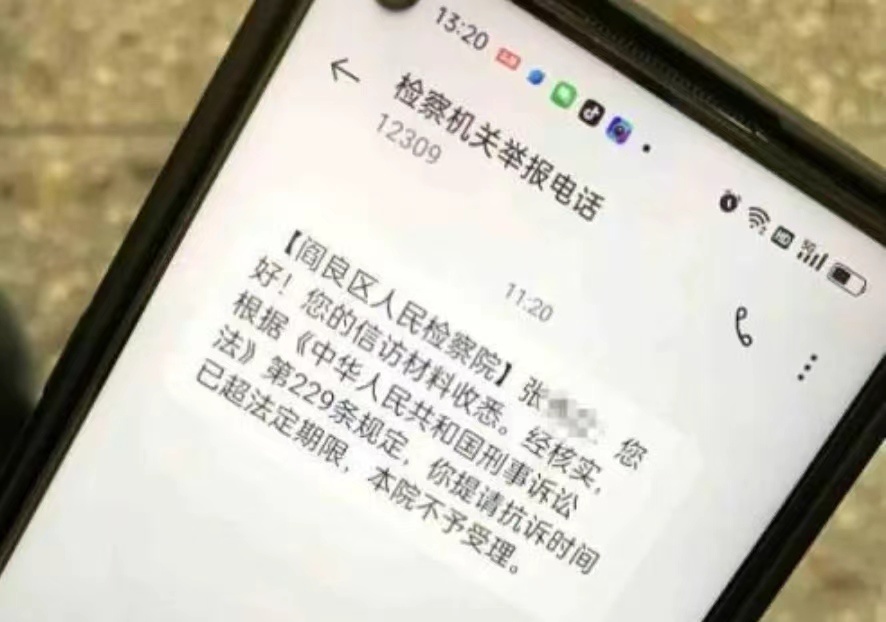 13:20
检察机关举报电话
12309
11:20
【阎良区人民检察院】张 您
好！您的信访材料收悉。经核实，
根据《中华人民共和国刑事诉讼
法》第229条规定，你提请抗诉时间
已超法定期限，本院不予受理。